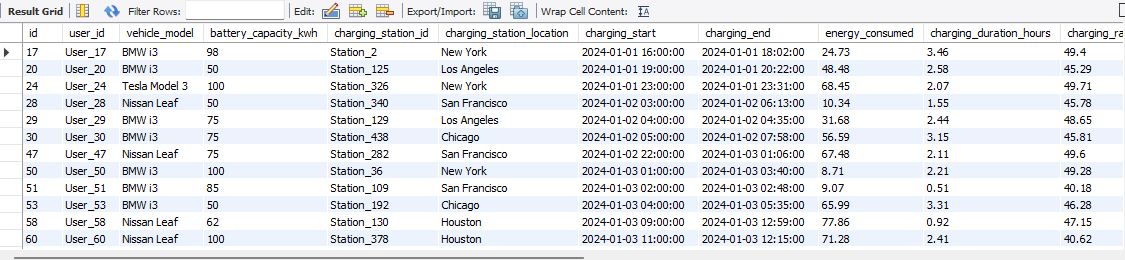 Result Grid Filter Rows: Edit: Export/Import: Wrap Cell Content:
id user_id vehicle_model battery_capacity_kwh charging_station_id charging_station_location charging_start charging_end energy_consumed charging_duration_hours charging_ra
17 User_17 BMW i3 98 Station_2 New York 2024-01-01 16:00:00 2024-01-01 18:02:00 24.73 3.46 49.4
20 User_20 BMW i3 50 Station_125 Los Angeles 2024-01-01 19:00:00 2024-01-01 20:22:00 48.48 2.58 45.29
24 User_24 Tesla Model 3 100 Station_326 New York 2024-01-01 23:00:00 2024-01-01 23:31:00 68.45 2.07 49.71
28 User_28 Nissan Leaf 50 Station_340 San Francisco 2024-01-02 03:00:00 2024-01-02 06:13:00 10.34 1.55 45.78
29 User_29 BMW i3 75 Station_129 Los Angeles 2024-01-02 04:00:00 2024-01-02 04:35:00 31.68 2.44 48.65
30 User_30 BMW i3 75 Station_438 Chicago 2024-01-02 05:00:00 2024-01-02 07:58:00 56.59 3.15 45.81
47 User_47 Nissan Leaf 75 Station_282 San Francisco 2024-01-02 22:00:00 2024-01-03 01:06:00 67.48 2.11 49.6
50 User_50 BMW i3 100 Station_36 New York 2024-01-03 01:00:00 2024-01-03 03:40:00 8.71 2.21 49.28
51 User_51 BMW i3 85 Station_109 San Francisco 2024-01-03 02:00:00 2024-01-03 02:48:00 9.07 0.51 40.18
53 User_53 BMW i3 50 Station_192 Chicago 2024-01-03 04:00:00 2024-01-03 05:35:00 65.99 3.31 46.28
58 User_58 Nissan Leaf 62 Station_130 Houston 2024-01-03 09:00:00 2024-01-03 12:59:00 77.86 0.92 47.15
60 User_60 Nissan Leaf 100 Station_378 Houston 2024-01-03 11:00:00 2024-01-03 12:15:00 71.28 2.41 40.62